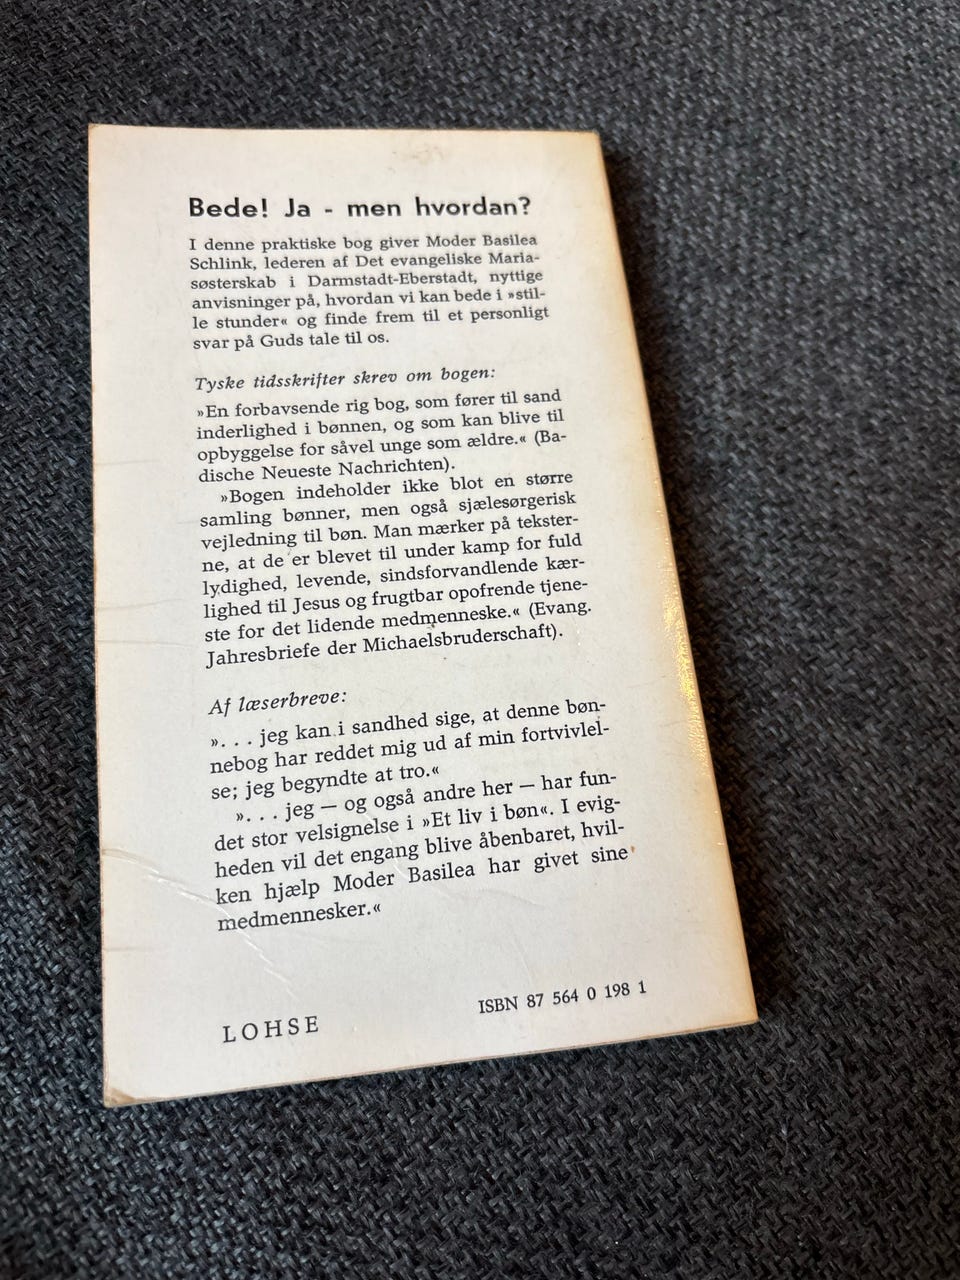 Bede! Ja - men hvordan?
I denne praktiske bog giver Moder Basilea
Schlink, lederen af Det evangeliske Maria-
søsterskab i Darmstadt-Eberstadt, nyttige
anvisninger på, hvordan vi kan bede i »stil-
le stunder« og finde frem til et personligt
svar på Guds tale til os.
Tyske tidsskrifter skrev om bogen:
»En forbavsende rig bog, som fører til sand
inderlighed i bønnen, og som kan blive til
opbyggelse for såvel unge som ældre.« (Ba-
dische Neueste Nachrichten).
»Bogen indeholder ikke blot en større
samling bønner, men også sjælesørgerisk
vejledning til bøn. Man mærker på tekster-
ne, at de er blevet til under kamp for fuld
lydighed, levende, sindsforvandlende kær-
lighed til Jesus og frugtbar opofrende tjene-
ste for det lidende medmenneske.« (Evang.
Jahresbriefe der Michaelsbruderschaft).
Af læserbreve:
». . . jeg kan i sandhed sige, at denne bøn-
nebog har reddet mig ud af min fortvivlel-
se; jeg begyndte at tro.«
». . . jeg — og også andre her — har fun-
det stor velsignelse i »Et liv i bøn«. I evig-
heden vil det engang blive åbenbaret, hvil-
ken hjælp Moder Basilea har givet sine
medmennesker.«
LOHSE
ISBN 87 564 0 198 1